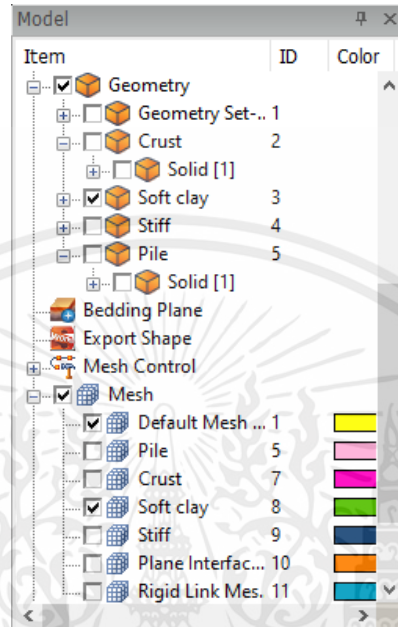 Model
Item ID Color
Geometry
Geometry Set-.. 1
Crust 2
Solid [1]
Soft clay 3
Stiff 4
Pile 5
Solid [1]
Bedding Plane
Export Shape
Mesh Control
Mesh
Default Mesh ... 1
Pile 5
Crust 7
Soft clay 8
Stiff 9
Plane Interfac... 10
Rigid Link Mes. 11